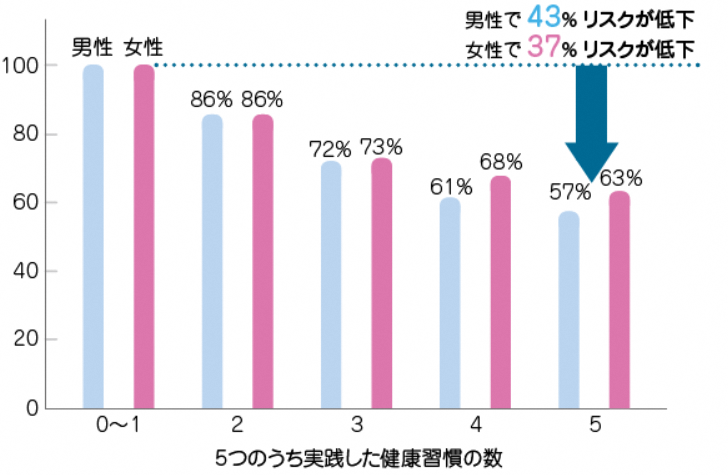 男性で 43% リスクが低下
女性で 37% リスクが低下
男性 女性
100
80
60
40
20
0
86% 86%
72% 73%
61% 68%
57% 63%
0〜1 2 3 4 5
5つのうち実践した健康習慣の数